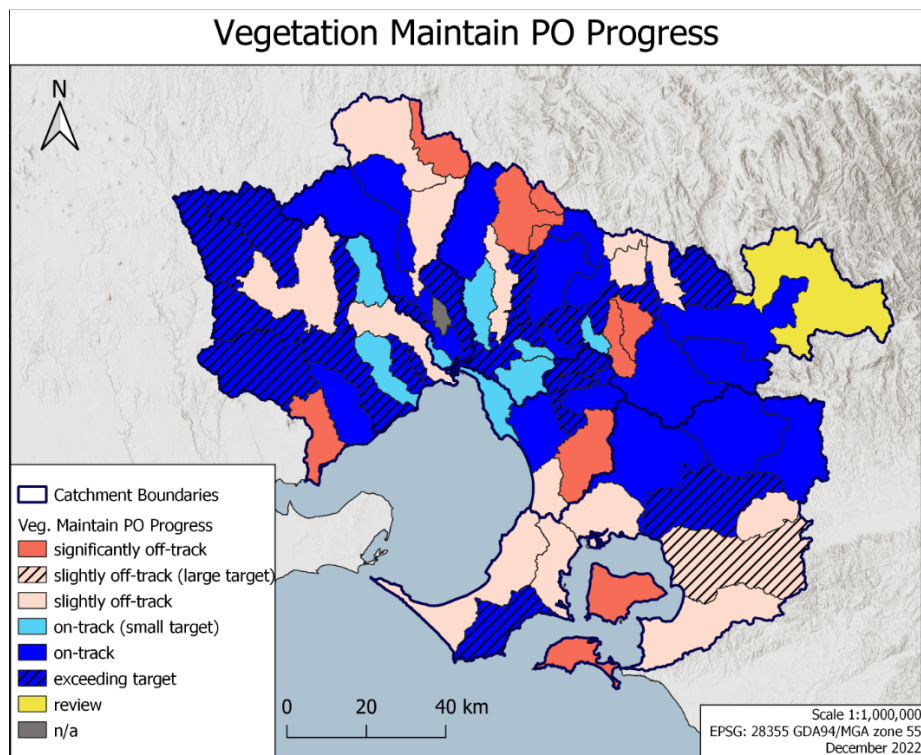 Vegetation Maintain PO Progress
N
Catchment Boundaries
Veg. Maintain PO Progress
significantly off-track
slightly off-track (large target)
slightly off-track
on-track (small target)
on-track
exceeding target
review
n/a
0 20 40 km
Scale 1:1,000,000
EPSG: 28355 GDA94/MGA zone 55
December 2022